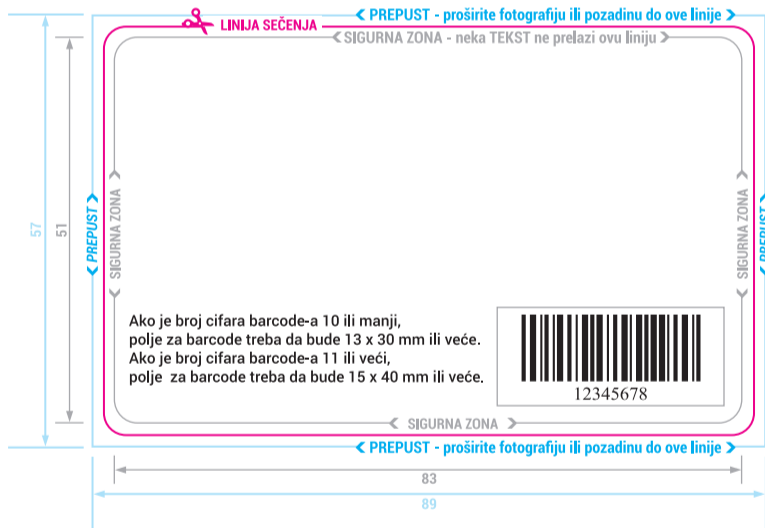 < PREPUST - proširite fotografiju ili pozadinu do ove linije >
LINIJA SEČENJA
< SIGURNA ZONA - neka TEKST ne prelazi ovu liniju >
57
51
< PREPUST >
< SIGURNA ZONA >
< SIGURNA ZONA >
< PREPUST >
Ako je broj cifara barcode-a 10 ili manji,
polje za barcode treba da bude 13 x 30 mm ili veće.
Ako je broj cifara barcode-a 11 ili veći,
polje za barcode treba da bude 15 x 40 mm ili veće.
12345678
< SIGURNA ZONA >
< PREPUST - proširite fotografiju ili pozadinu do ove linije >
83
89